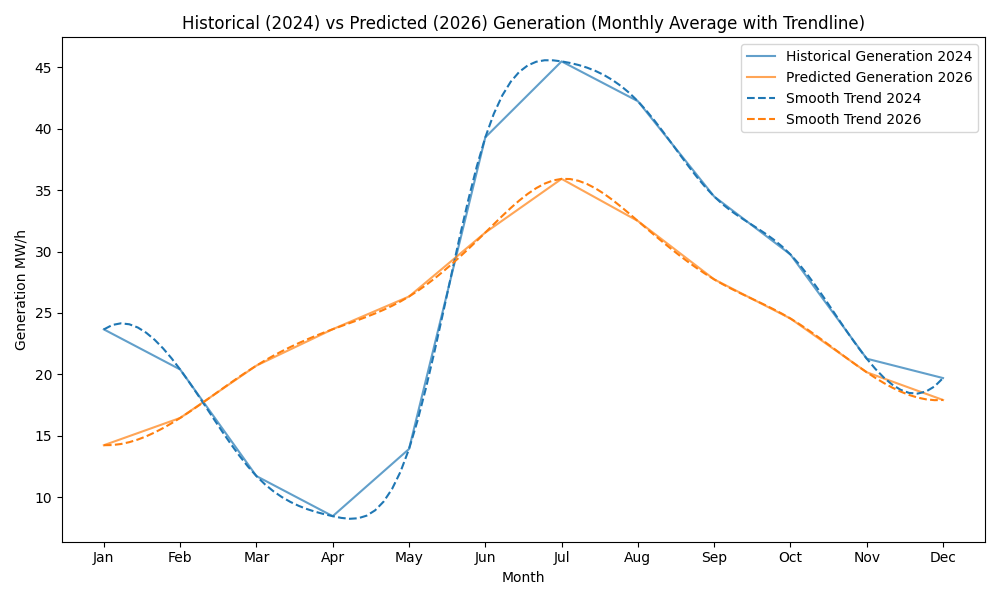 Historical (2024) vs Predicted (2026) Generation (Monthly Average with Trendline)
Historical Generation 2024
Predicted Generation 2026
Smooth Trend 2024
Smooth Trend 2026
Generation MW/h
45
40
35
30
25
20
15
10
Jan Feb Mar Apr May Jun Jul Aug Sep Oct Nov Dec
Month